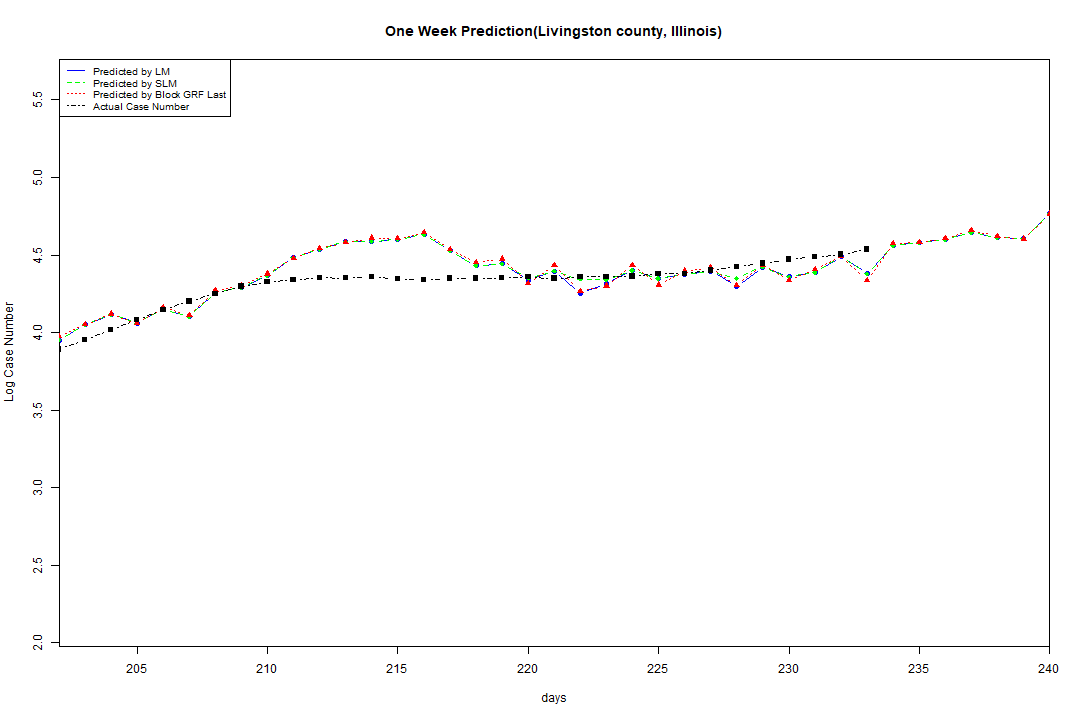 One Week Prediction(Livingston county, Illinois)
Predicted by LM
Predicted by SLM
Predicted by Block GRF Last
Actual Case Number
5.5
5.0
4.5
4.0
3.5
3.0
2.5
2.0
Log Case Number
205 210 215 220 225 230 235 240
days